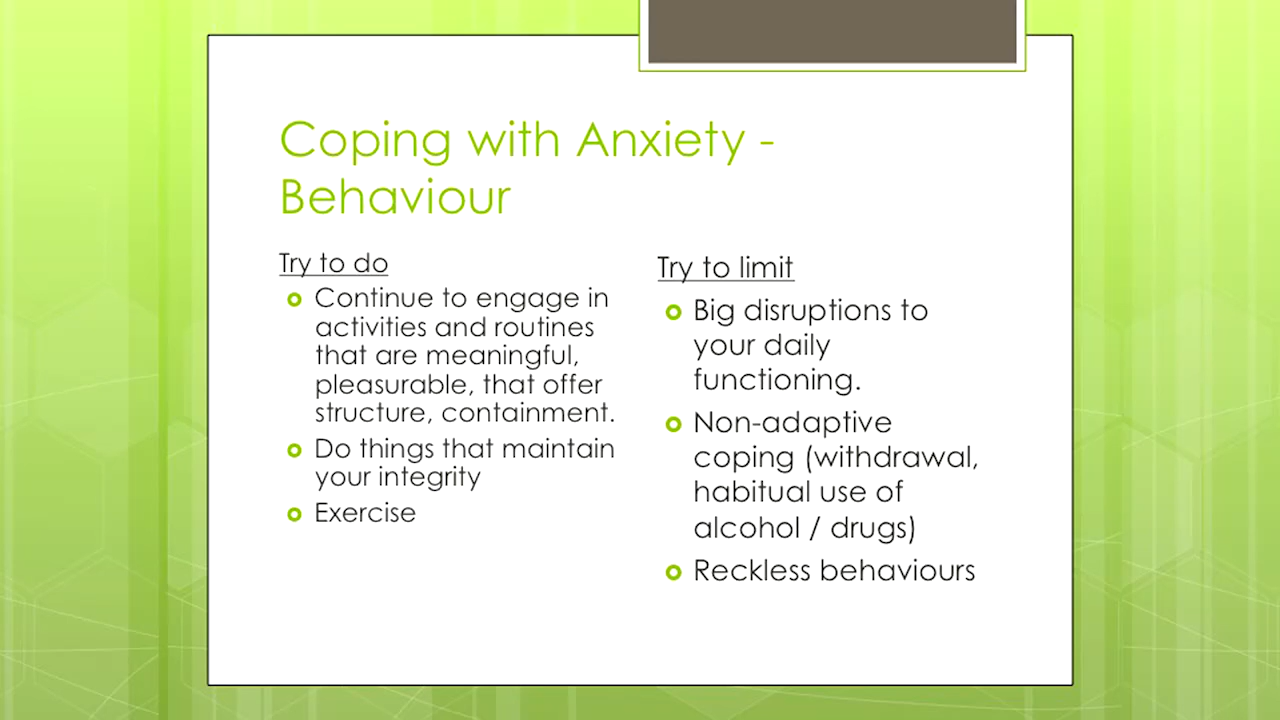 Coping with Anxiety -
Behaviour
Try to do
Continue to engage in
activities and routines
that are meaningful,
pleasurable, that offer
structure, containment.
Do things that maintain
your integrity
Exercise
Try to limit
Big disruptions to
your daily
functioning.
Non-adaptive
coping (withdrawal,
habitual use of
alcohol / drugs)
Reckless behaviours